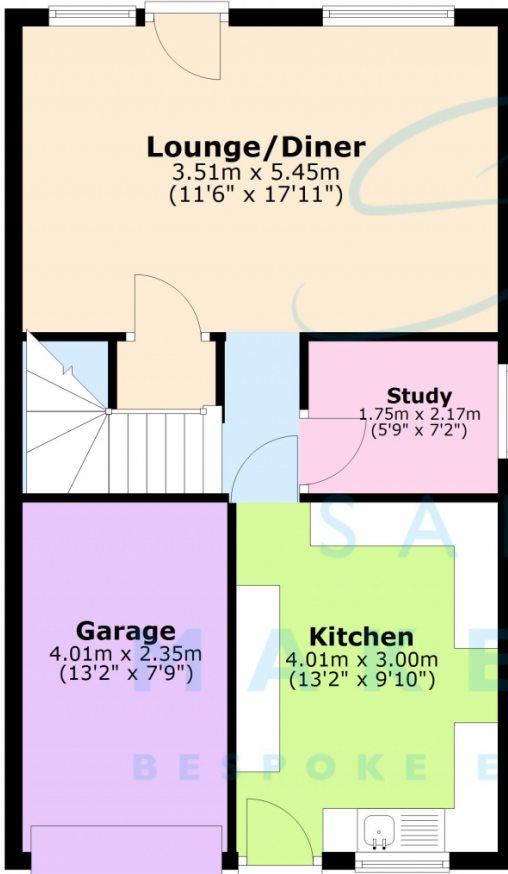 Lounge/Diner
3.51m x 5.45m
(11'6" x 17'11")
Study
1.75m x 2.17m
(5'9" x 7'2")
Garage
4.01m x 2.35m
(13'2" x 7'9")
Kitchen
4.01m x 3.00m
(13'2" x 9'10")
BESPOKE